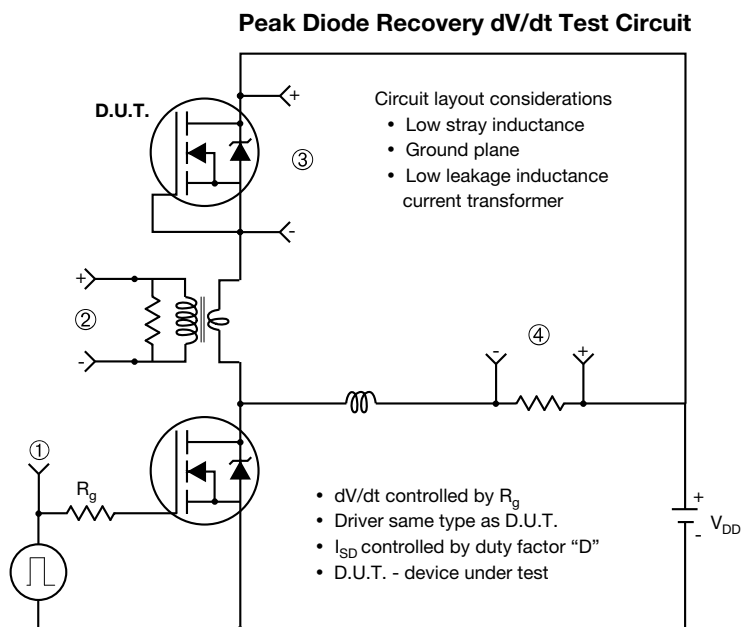 Peak Diode Recovery dV/dt Test Circuit
D.U.T.
+
③
-
Circuit layout considerations
• Low stray inductance
• Ground plane
• Low leakage inductance
current transformer
+
②
-
-
④
+
①
Rg
• dV/dt controlled by Rg
• Driver same type as D.U.T.
• ISD controlled by duty factor “D”
• D.U.T. - device under test
+
VDD
-